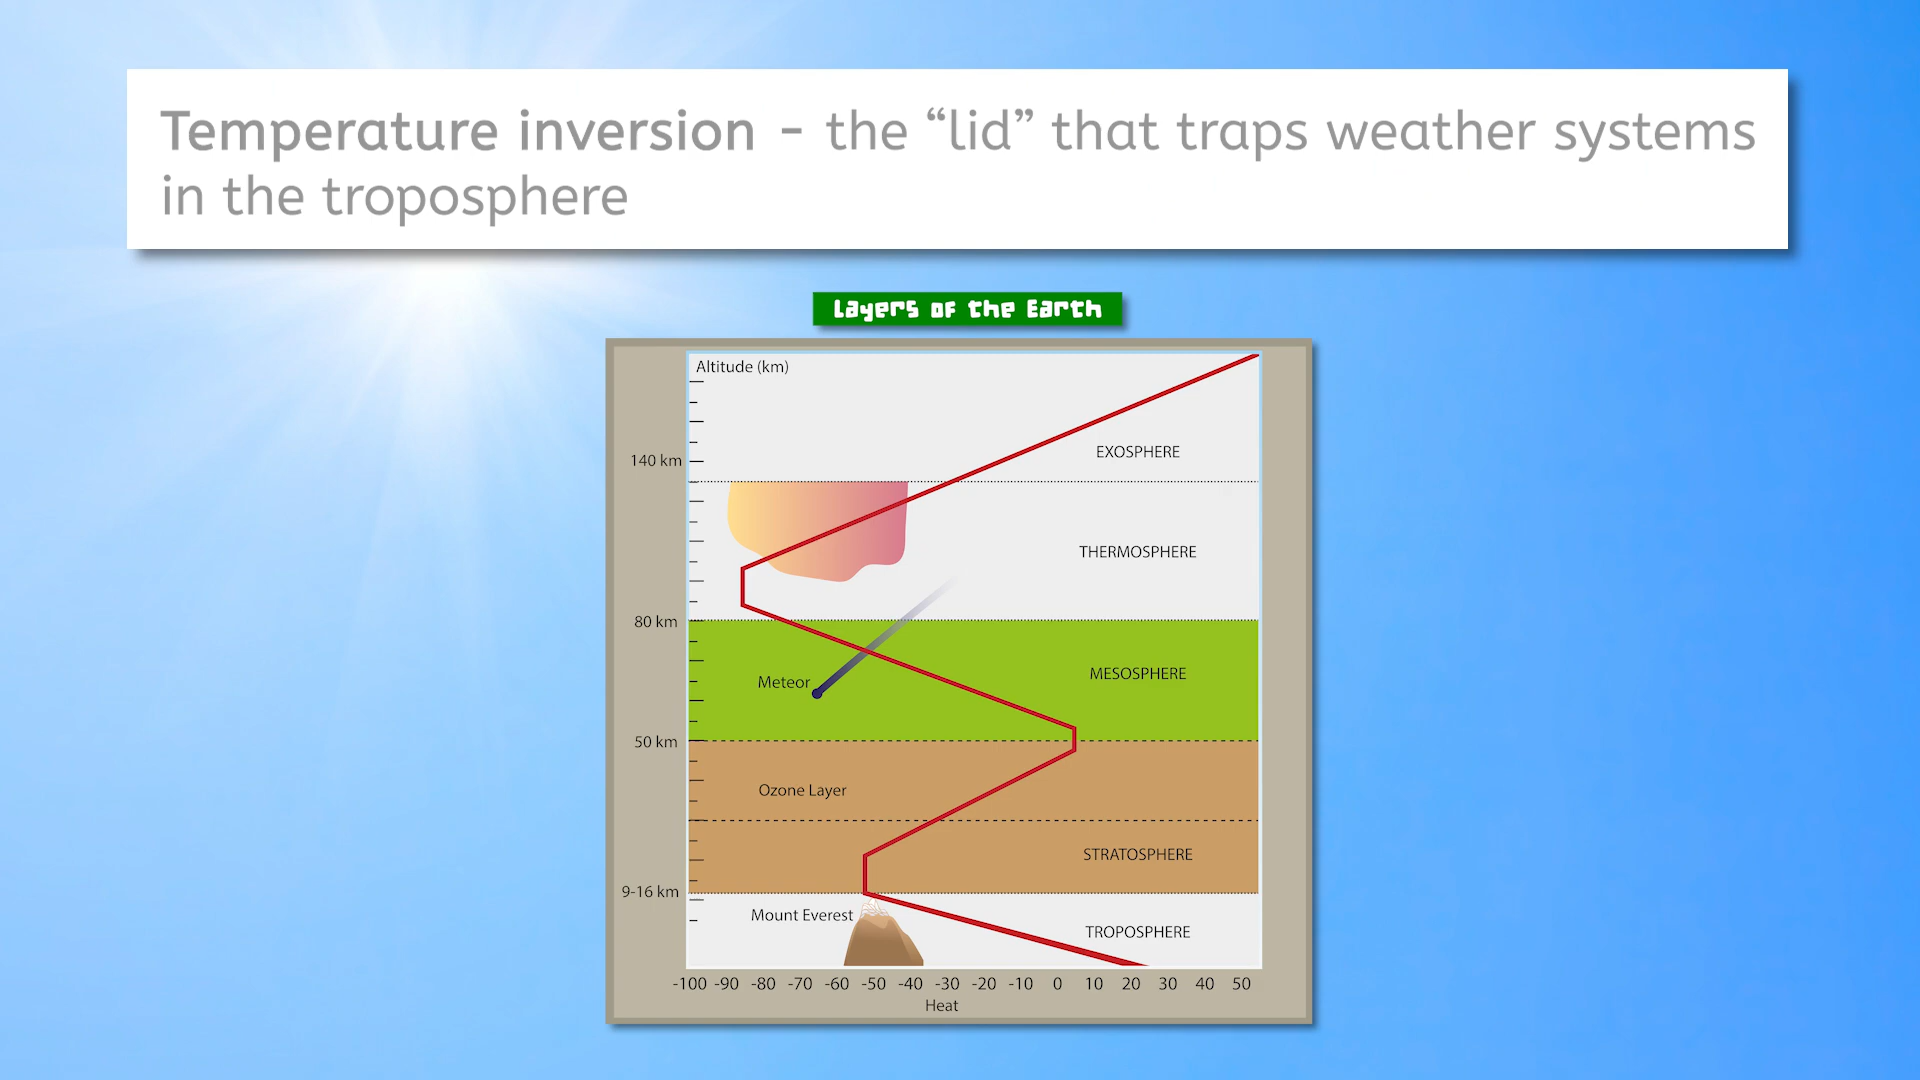 Temperature inversion - the “lid” that traps weather systems
in the troposphere
Layers of the Earth
Altitude (km)
EXOSPHERE
140 km
THERMOSPHERE
80 km
MESOSPHERE
Meteor
50 km
Ozone Layer
STRATOSPHERE
9-16 km
Mount Everest
TROPOSPHERE
-100 -90 -80 -70 -60 -50 -40 -30 -20 -10 0 10 20 30 40 50
Heat